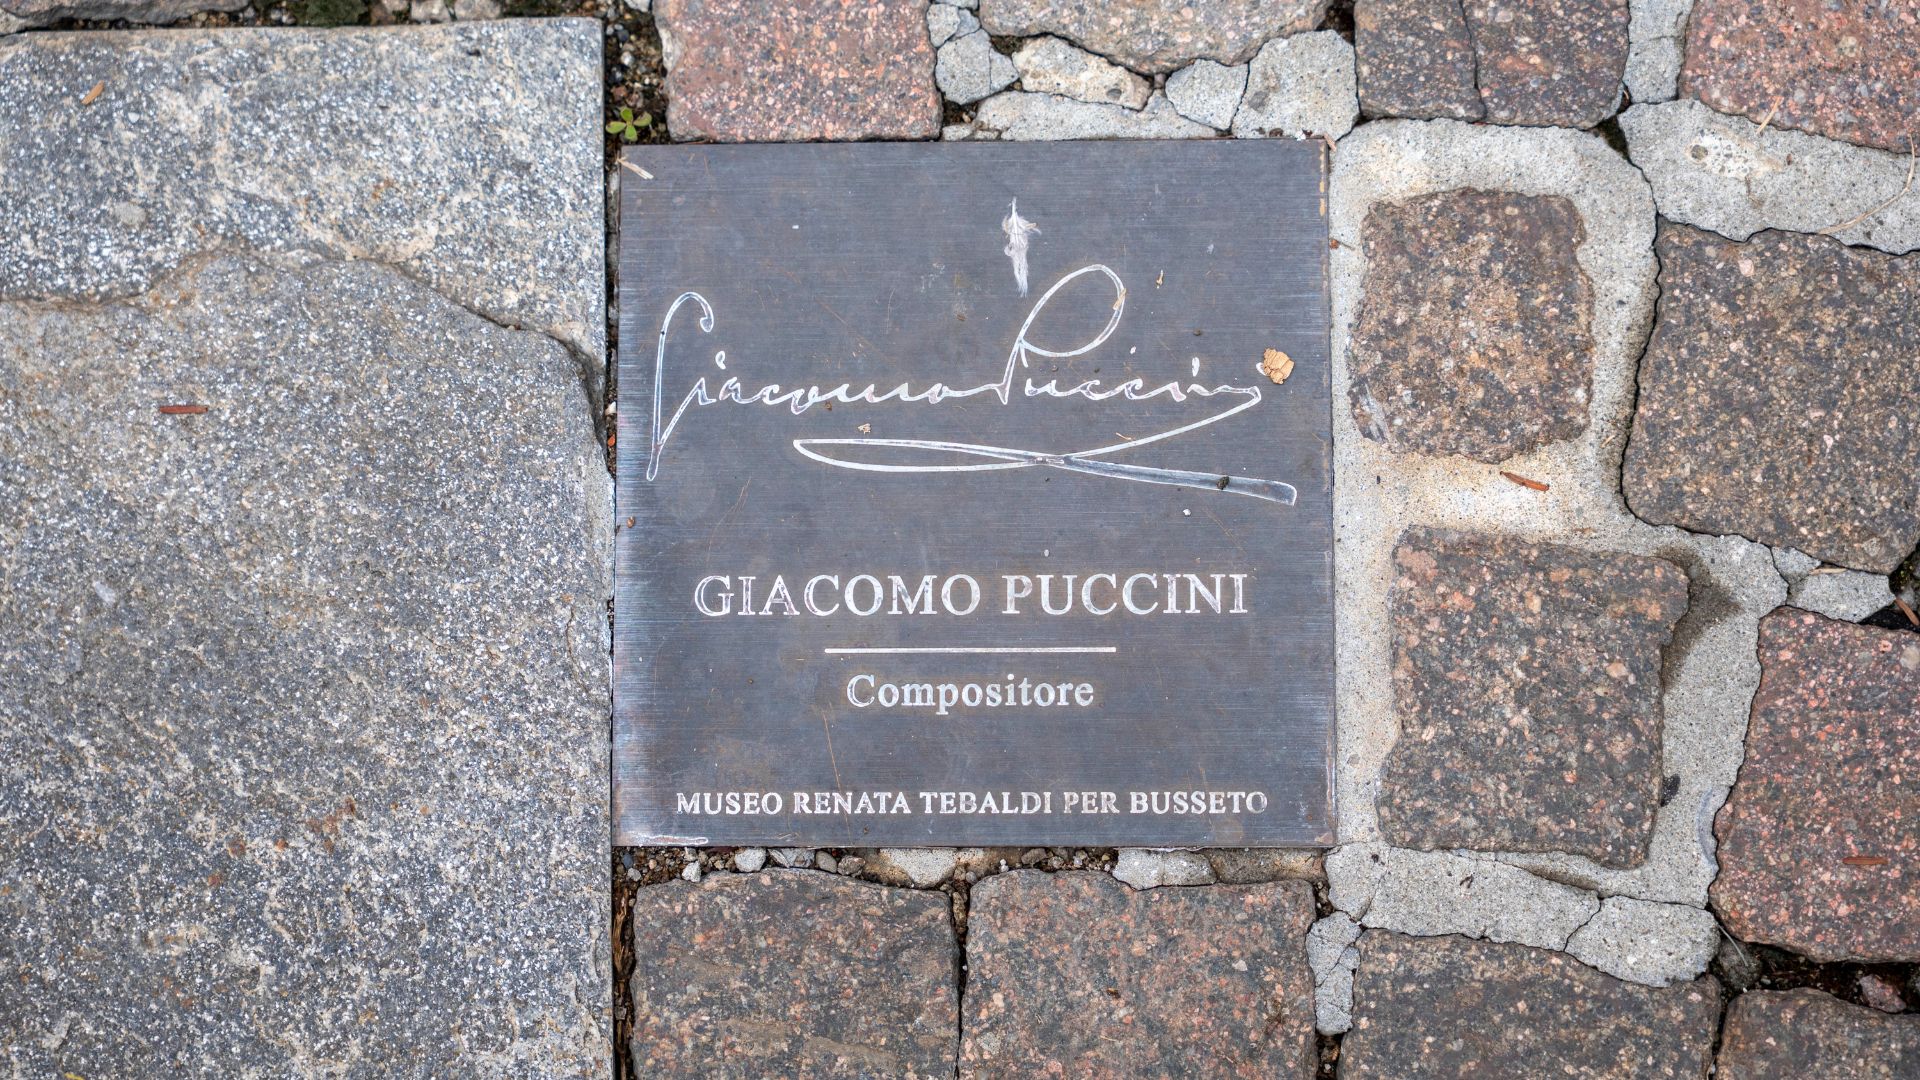 Giacomo Puccini
GIACOMO PUCCINI
Compositore
MUSEO RENATA TEBALDI PER BUSSETO